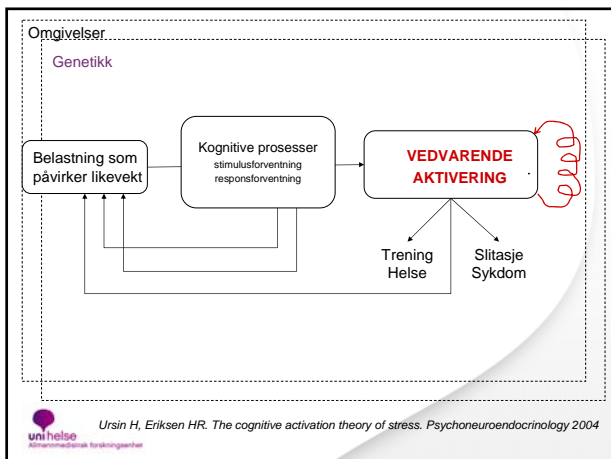 Omgivelser
Genetikk
Belastning som
påvirker likevekt
Kognitive prosesser
stimulusforventning
responsforventning
VEDVARENDE
AKTIVERING
Trening
Helse
Slitasje
Sykdom
uni helse
Allmennmedisinsk forskningsenhet
Ursin H, Eriksen HR. The cognitive activation theory of stress. Psychoneuroendocrinology 2004